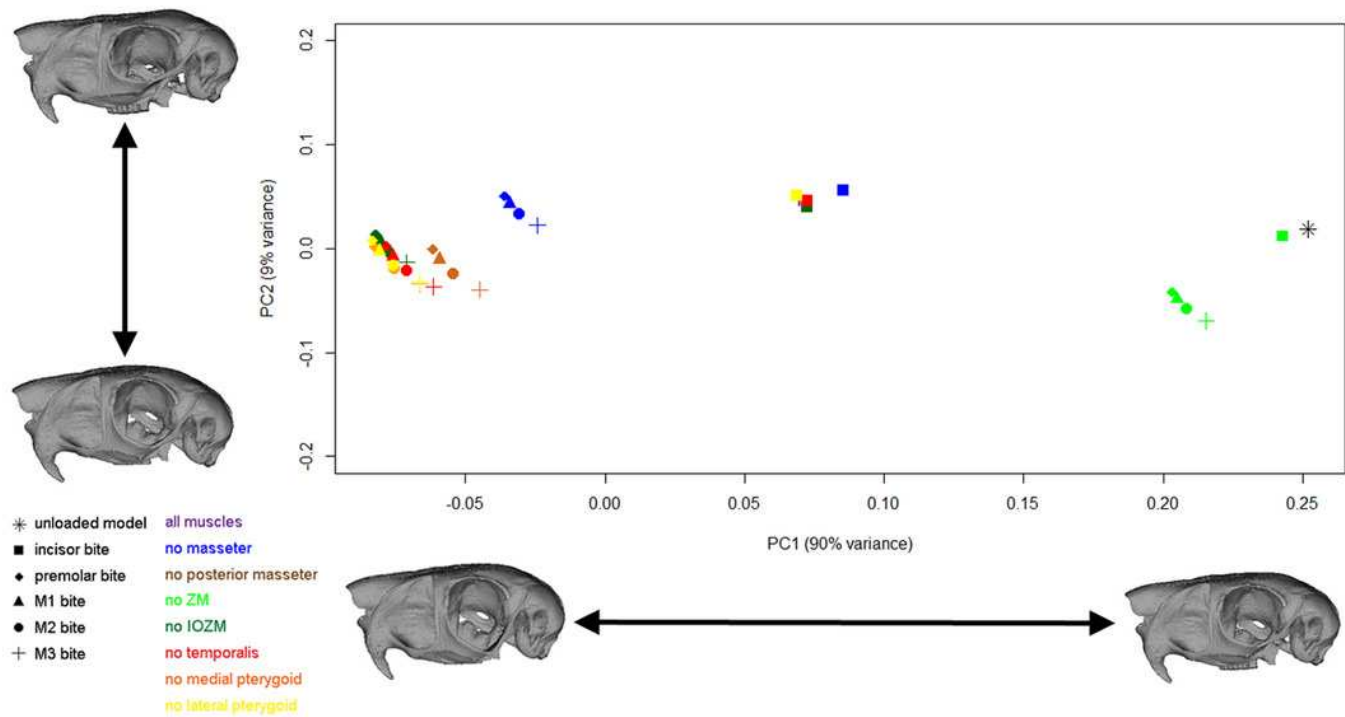 0.2
0.1
0.0
-0.1
-0.2
PC2 (9% variance)
-0.05
0.00
0.05
0.10
0.15
0.20
0.25
PC1 (90% variance)
unloaded model
incisor bite
premolar bite
M1 bite
M2 bite
M3 bite
all muscles
no masseter
no posterior masseter
no ZM
no IOZM
no temporalis
no medial pterygoid
no lateral pterygoid